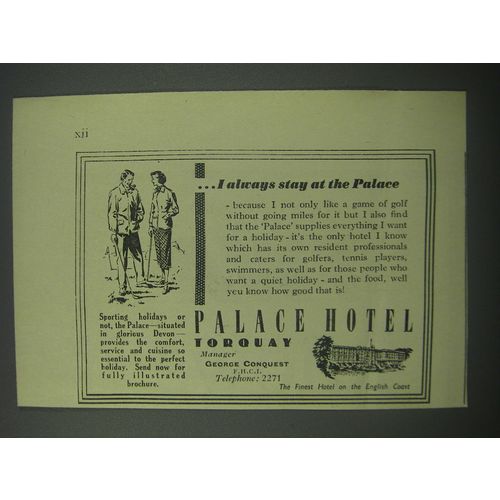 xii
...I always stay at the Palace
- because I not only like a game of golf
without going miles for it but I also find
that the 'Palace' supplies everything I want
for a holiday - it's the only hotel I know
which has its own resident professionals
and caters for golfers, tennis players,
swimmers, as well as for those people who
want a quiet holiday - and the food, well
you know how good that is!
Sporting holidays or
not, the Palace—situated
in glorious Devon—
provides the comfort,
service and cuisine so
essential to the perfect
holiday. Send now for
fully illustrated
brochure.
PALACE HOTEL
TORQUAY
Manager
GEORGE CONQUEST
F.H.C.I.
Telephone: 2271
The Finest Hotel on the English Coast